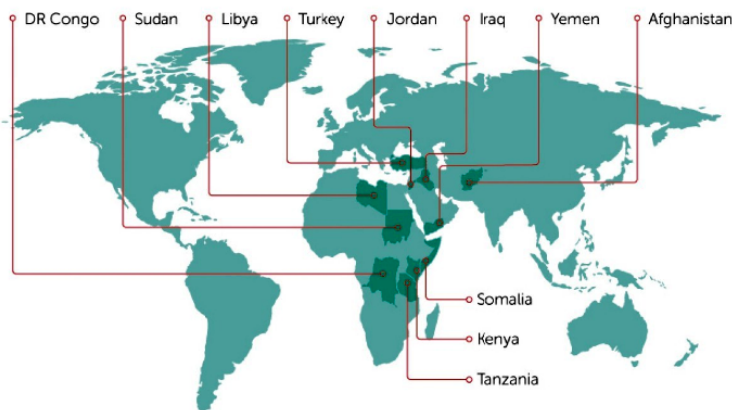 DR Congo
Sudan
Libya
Turkey
Jordan
Iraq
Yemen
Afghanistan
Somalia
Kenya
Tanzania